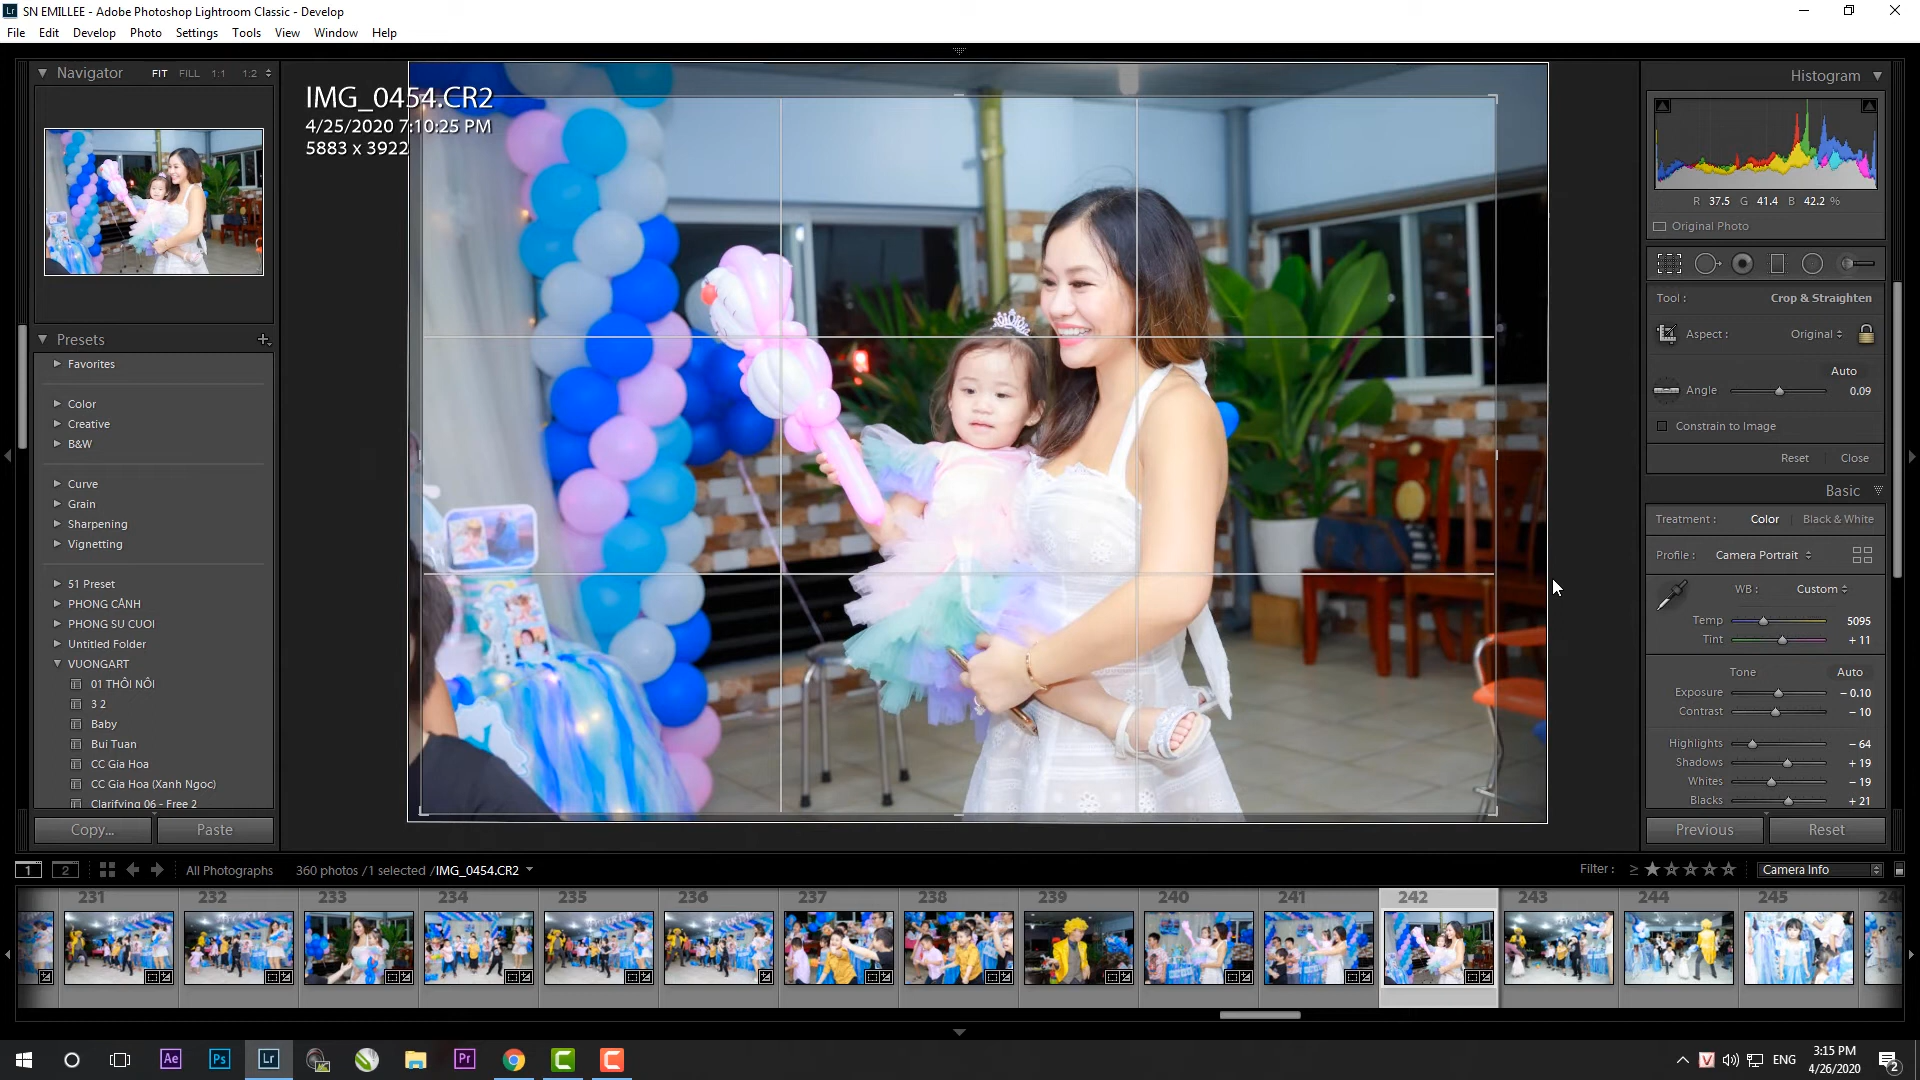 SN EMILLEE - Adobe Photoshop Lightroom Classic - Develop
File Edit Develop Photo Settings Tools View Window Help
Navigator FIT FILL 1:1 1:2
IMG_0454.CR2
4/25/2020 7:10:25 PM
5883 x 3922
Presets
Favorites
Color
Creative
B&W
Curve
Grain
Sharpening
Vignetting
51 Preset
PHONG CẢNH
PHONG SU CUOI
Untitled Folder
VUONGART
01 THÔI NÔI
3 2
Baby
Bui Tuan
CC Gia Hoa
CC Gia Hoa (Xanh Ngoc)
Clarifying 06 - Free 2
Copy... Paste
Histogram
R 37.5 G 41.4 B 42.2 %
Original Photo
Tool : Crop & Straighten
Aspect : Original
Auto
Angle 0.09
Constrain to Image
Reset Close
Basic
Treatment : Color Black & White
Profile : Camera Portrait
WB : Custom
Temp 5095
Tint + 11
Tone Auto
Exposure - 0.10
Contrast - 10
Highlights - 64
Shadows + 19
Whites - 19
Blacks + 21
Previous Reset
1 2 All Photographs 360 photos / 1 selected / IMG_0454.CR2 Filter : ≥ Camera Info
231 232 233 234 235 236 237 238 239 240 241 242 243 244 245
Ae Ps Lr Pr C C V ENG
3:15 PM
4/26/2020
2